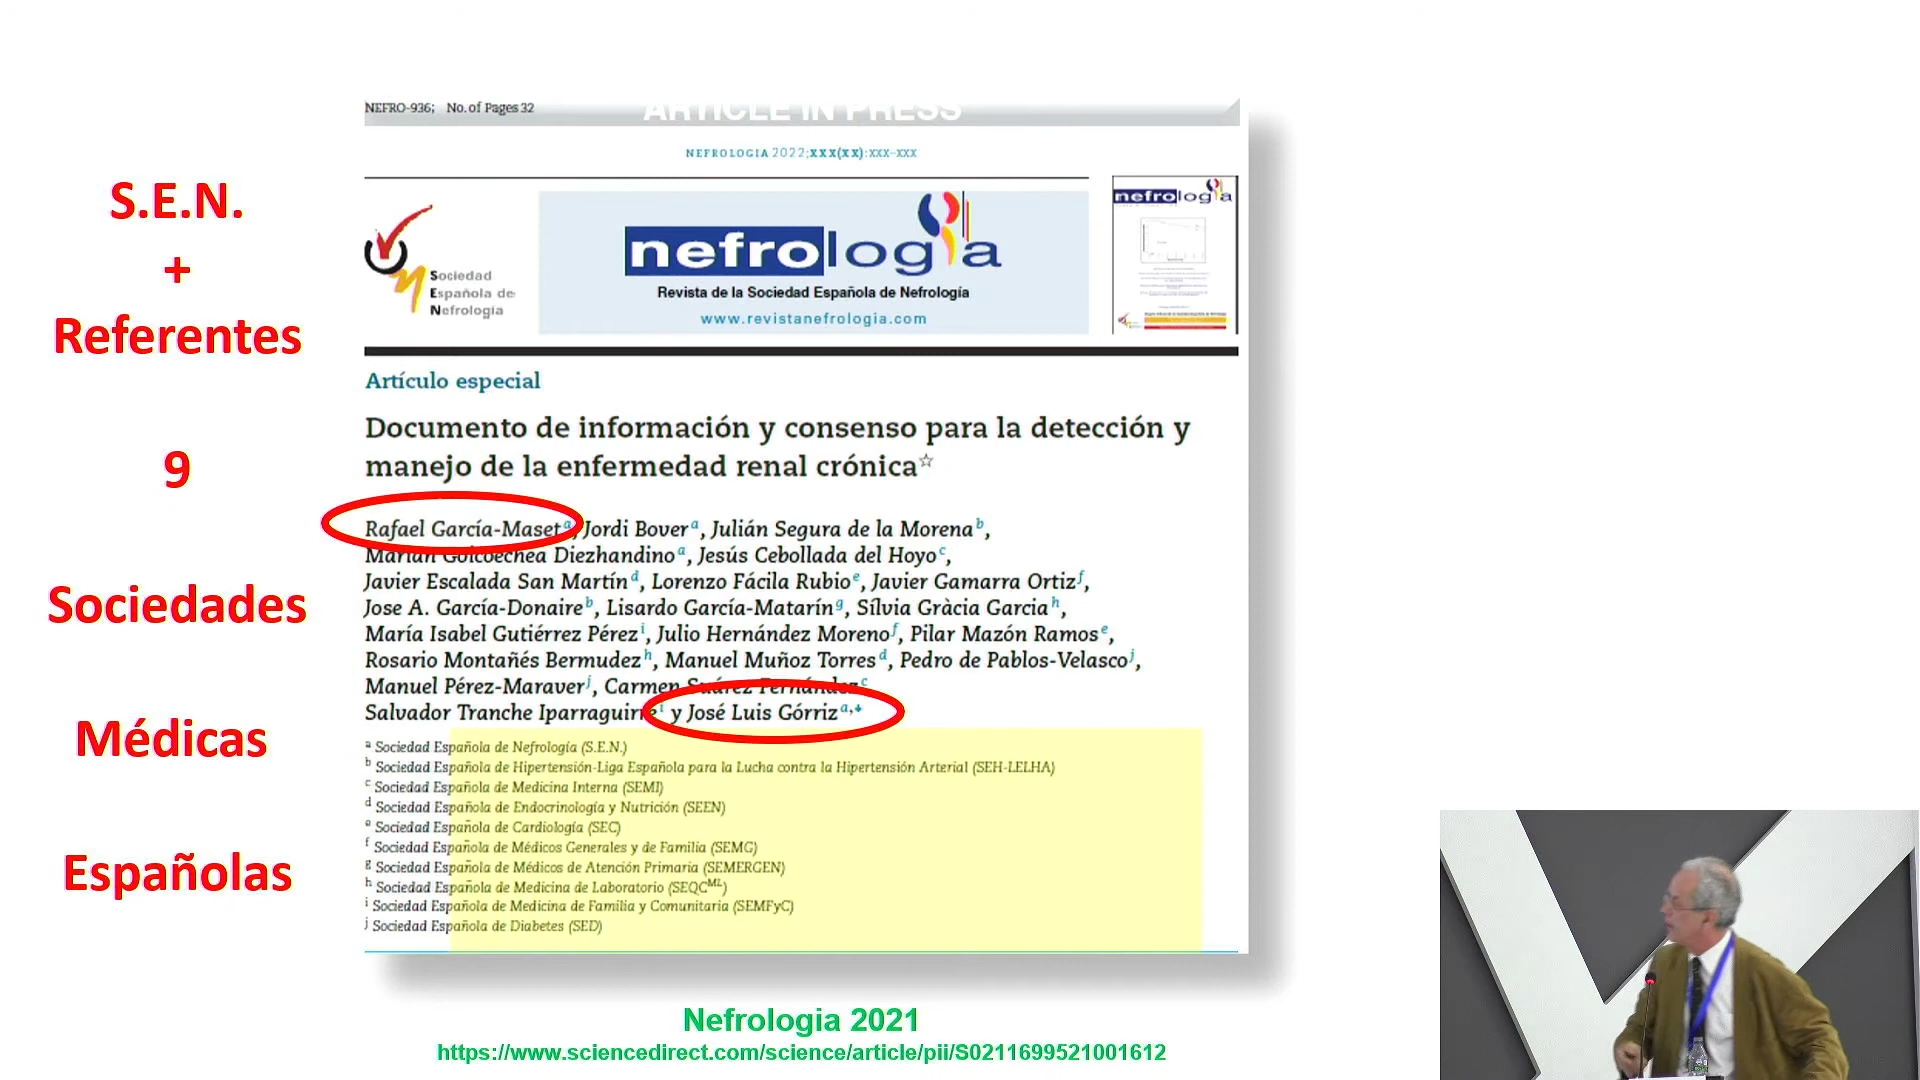 S.E.N.
+
Referentes
9
Sociedades
Médicas
Españolas
NEFRO-936; No. of Pages 32
ARTICLE IN PRESS
NEFROLOGIA 2022;XXX(XX):XXX–XXX
Sociedad
Española de
Nefrología
nefrología
Revista de la Sociedad Española de Nefrología
www.revistanefrologia.com
nefrología
Artículo especial
Documento de información y consenso para la detección y
manejo de la enfermedad renal crónica☆
Rafael García-Maset a, Jordi Bover a, Julián Segura de la Morena b,
Marian Goicoechea Diezhandino a, Jesús Cebollada del Hoyo c,
Javier Escalada San Martín d, Lorenzo Fácila Rubio e, Javier Gamarra Ortiz f,
Jose A. García-Donaire b, Lisardo García-Matarín g, Sílvia Gràcia Garcia h,
María Isabel Gutiérrez Pérez i, Julio Hernández Moreno f, Pilar Mazón Ramos e,
Rosario Montañés Bermudez h, Manuel Muñoz Torres d, Pedro de Pablos-Velasco j,
Manuel Pérez-Maraver j, Carmen Suárez Fernández c
Salvador Tranche Iparraguirre i y José Luis Górriz a,*
a Sociedad Española de Nefrología (S.E.N.)
b Sociedad Española de Hipertensión-Liga Española para la Lucha contra la Hipertensión Arterial (SEH-LELHA)
c Sociedad Española de Medicina Interna (SEMI)
d Sociedad Española de Endocrinología y Nutrición (SEEN)
e Sociedad Española de Cardiología (SEC)
f Sociedad Española de Médicos Generales y de Familia (SEMG)
g Sociedad Española de Médicos de Atención Primaria (SEMERGEN)
h Sociedad Española de Medicina de Laboratorio (SEQCML)
i Sociedad Española de Medicina de Familia y Comunitaria (SEMFyC)
j Sociedad Española de Diabetes (SED)
Nefrologia 2021
https://www.sciencedirect.com/science/article/pii/S0211699521001612